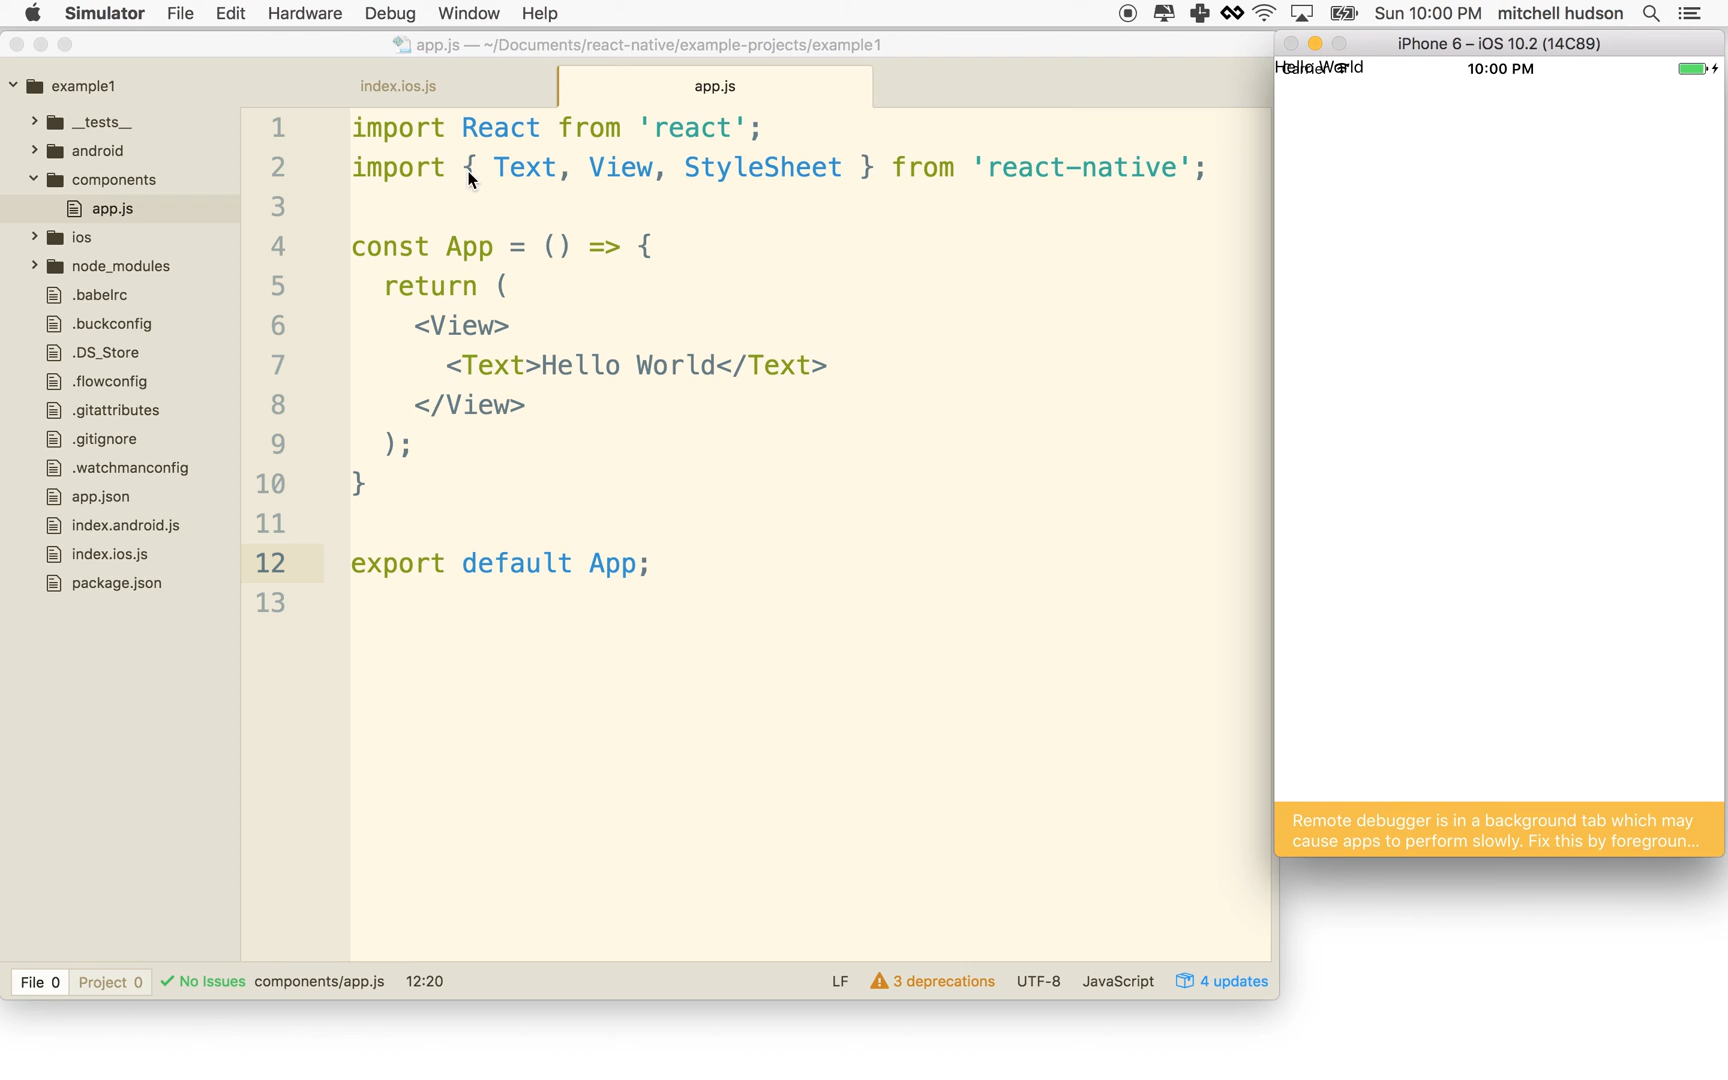 Simulator File Edit Hardware Debug Window Help Sun 10:00 PM mitchell hudson
app.js — ~/Documents/react-native/example-projects/example1
example1
__tests__
android
components
app.js
ios
node_modules
.babelrc
.buckconfig
.DS_Store
.flowconfig
.gitattributes
.gitignore
.watchmanconfig
app.json
index.android.js
index.ios.js
package.json
index.ios.js app.js
1 import React from 'react';
2 import { Text, View, StyleSheet } from 'react-native';
3
4 const App = () => {
5 return (
6 <View>
7 <Text>Hello World</Text>
8 </View>
9 );
10 }
11
12 export default App;
13
File 0 Project 0 No Issues components/app.js 12:20 LF 3 deprecations UTF-8 JavaScript 4 updates
iPhone 6 – iOS 10.2 (14C89)
Hello World
Carrier 10:00 PM
Remote debugger is in a background tab which may
cause apps to perform slowly. Fix this by foregroun...